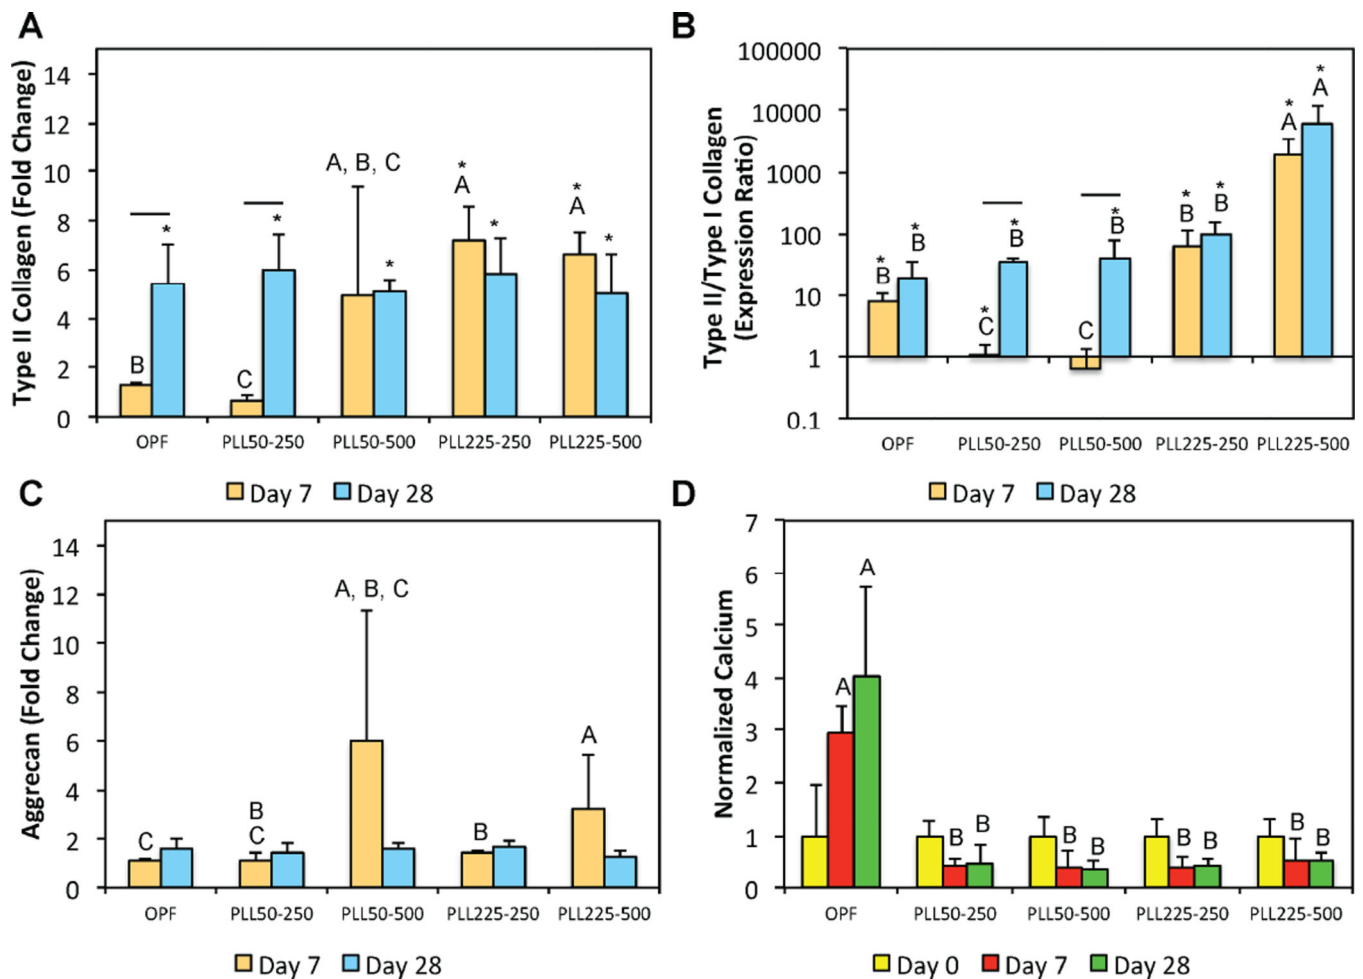 A
Type II Collagen (Fold Change)
14
12
10
8
6
4
2
0
B
C
A, B, C
*
A
*
A
*
*
*
*
*
OPF
PLL50-250
PLL50-500
PLL225-250
PLL225-500
Day 7
Day 28
B
Type II/Type I Collagen
(Expression Ratio)
100000
10000
1000
100
10
1
0.1
*
B
*
B
*
C
*
B
C
*
B
*
B
*
B
*
A
*
A
OPF
PLL50-250
PLL50-500
PLL225-250
PLL225-500
Day 7
Day 28
C
Aggrecan (Fold Change)
14
12
10
8
6
4
2
0
C
B
C
A, B, C
B
A
OPF
PLL50-250
PLL50-500
PLL225-250
PLL225-500
Day 7
Day 28
D
Normalized Calcium
7
6
5
4
3
2
1
0
A
A
B
B
B
B
B
B
B
B
OPF
PLL50-250
PLL50-500
PLL225-250
PLL225-500
Day 0
Day 7
Day 28